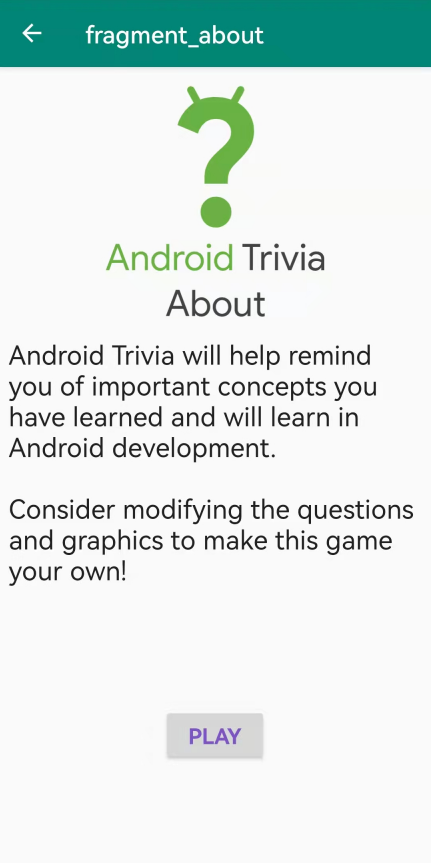 fragment_about
Android Trivia
About
Android Trivia will help remind
you of important concepts you
have learned and will learn in
Android development.
Consider modifying the questions
and graphics to make this game
your own!
PLAY